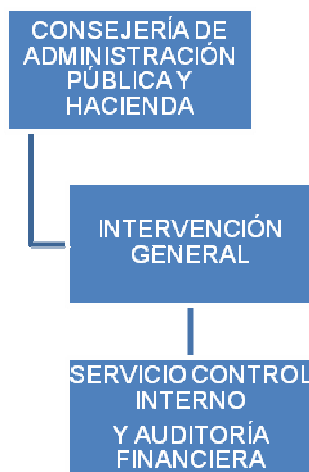 CONSEJERÍA DE
ADMINISTRACIÓN
PÚBLICA Y
HACIENDA
INTERVENCIÓN
GENERAL
SERVICIO CONTROL
INTERNO
Y AUDITORÍA
FINANCIERA